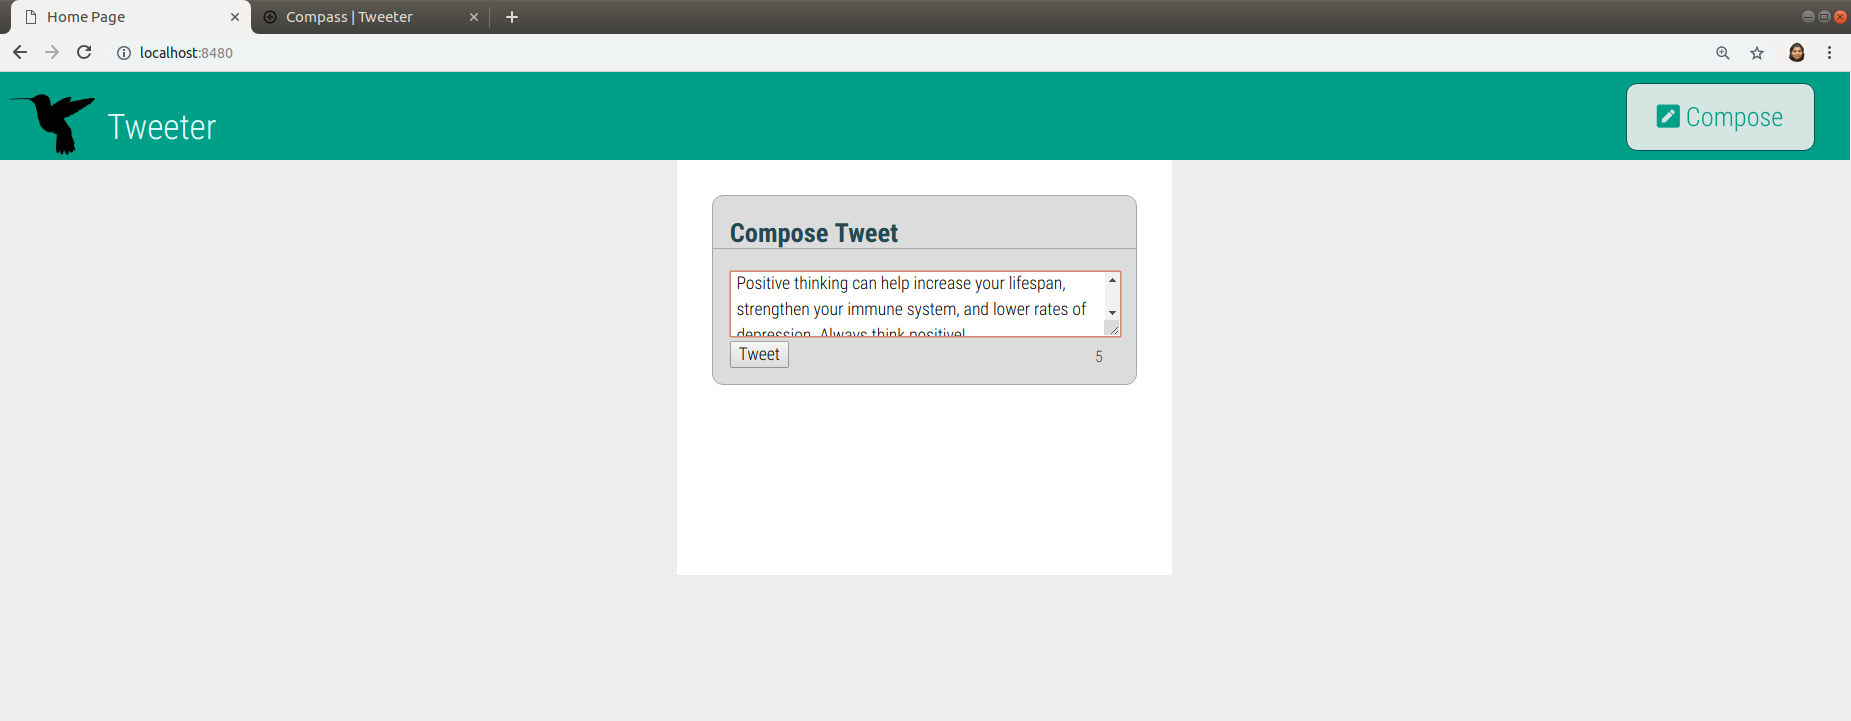 Home Page
Compass | Tweeter
localhost:8480
Tweeter
Compose
Compose Tweet
Positive thinking can help increase your lifespan,
strengthen your immune system, and lower rates of
depression. Always think positive!
Tweet
5